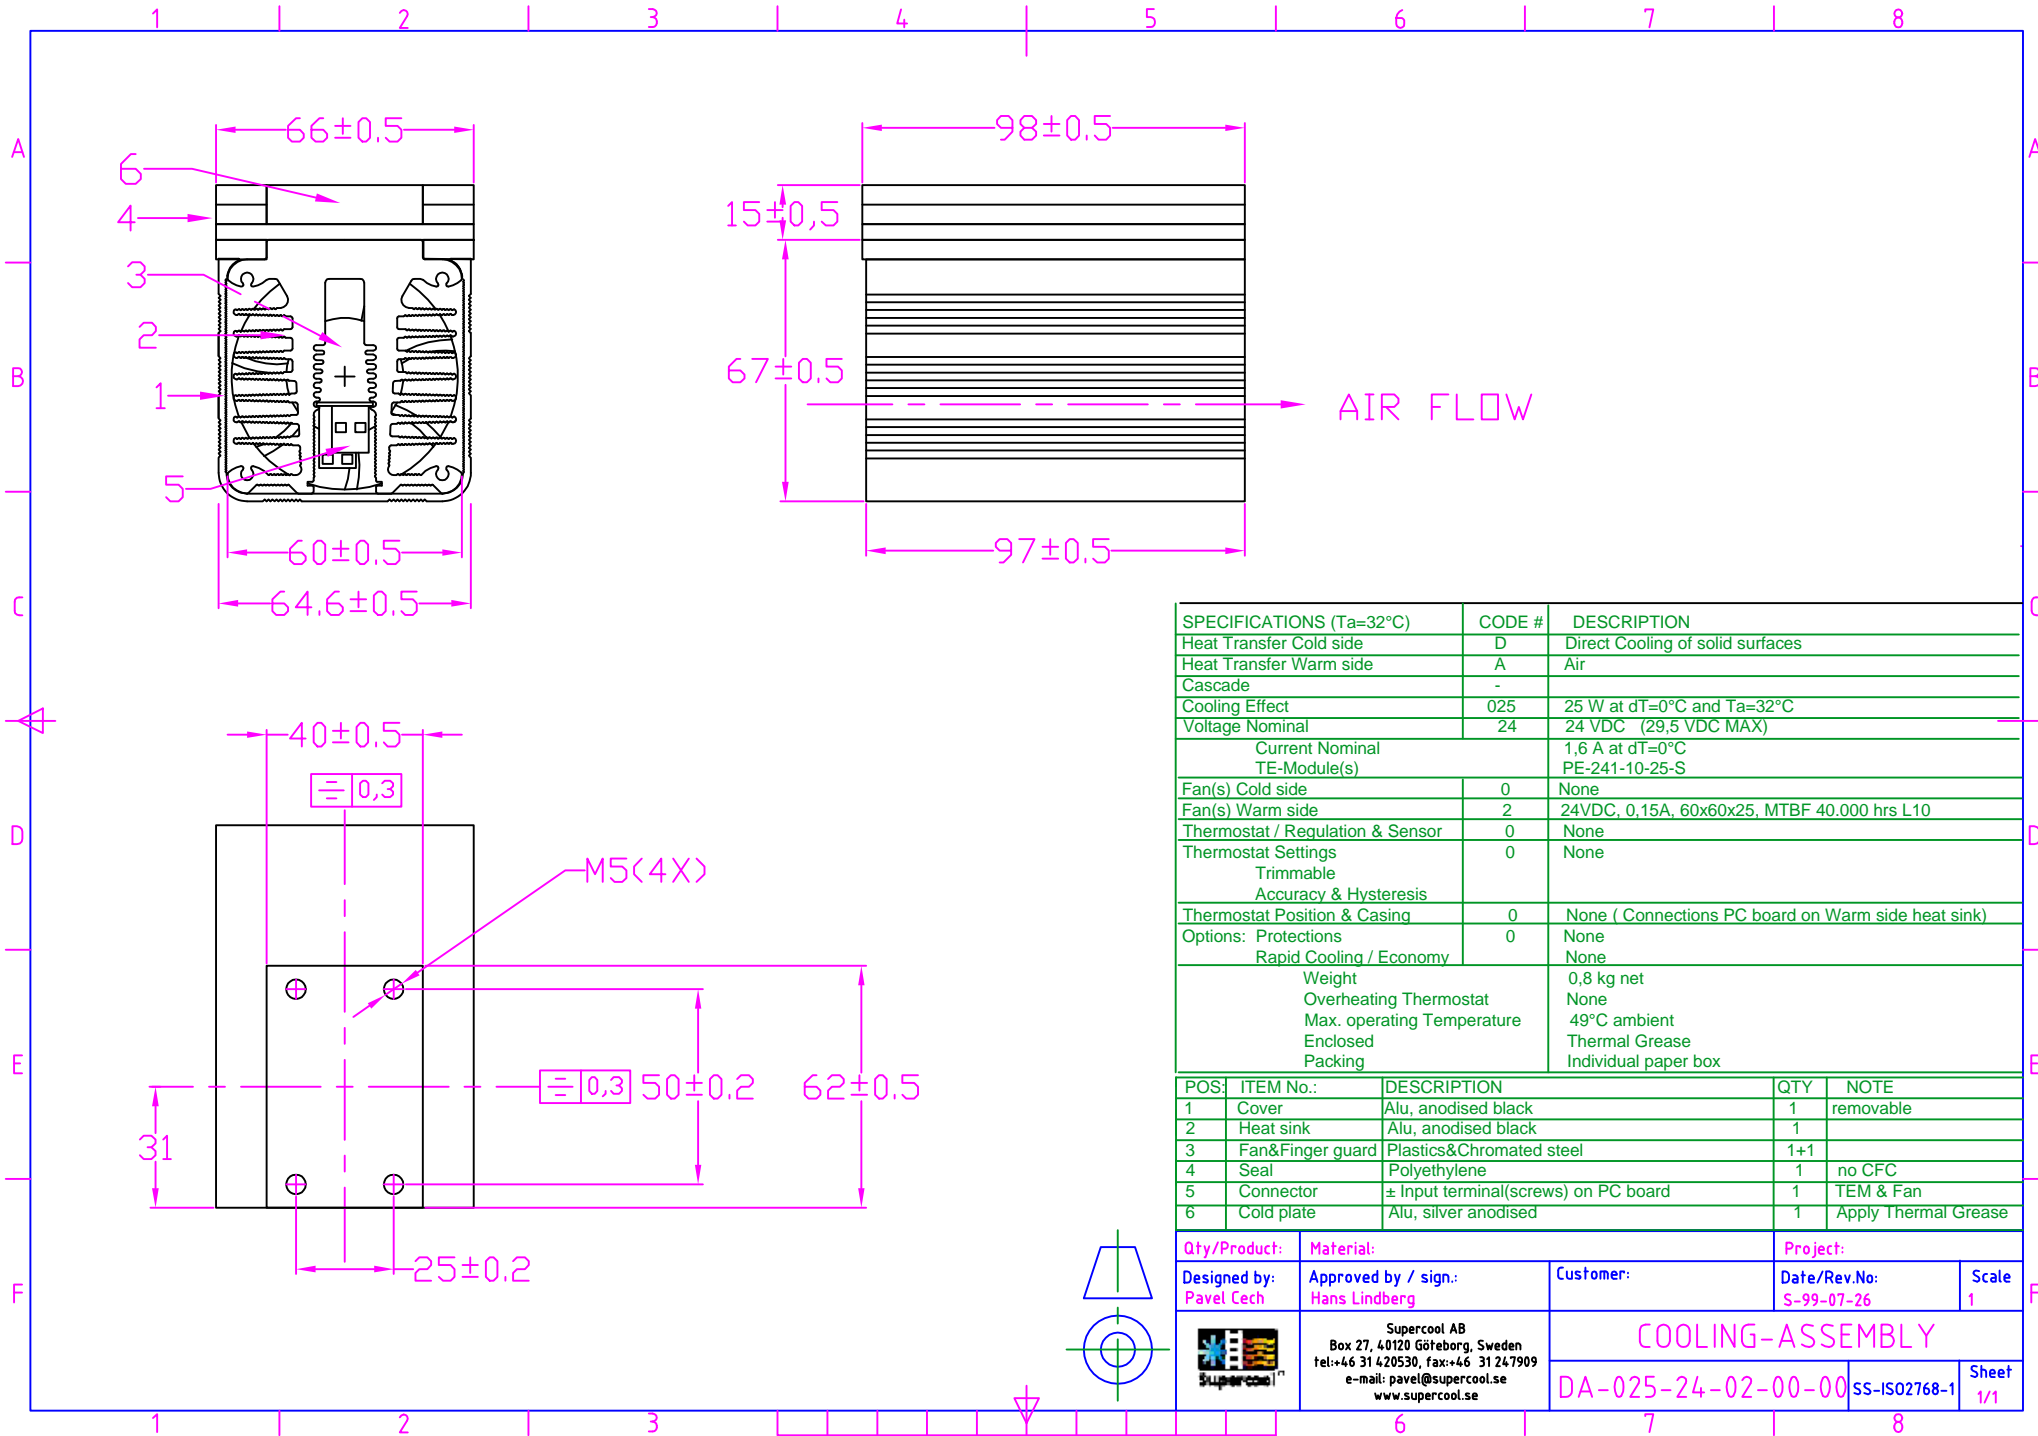 1 2 3 4 5 6 7 8
A A
B B
C C
D D
E E
F F
66±0.5
6
4
3
2
1
5
60±0.5
64.6±0.5
98±0.5
15±0,5
67±0.5
AIR FLOW
97±0.5
40±0.5
0,3
M5(4X)
0,3 50±0.2 62±0.5
31
25±0.2
SPECIFICATIONS (Ta=32°C) CODE # DESCRIPTION
Heat Transfer Cold side D Direct Cooling of solid surfaces
Heat Transfer Warm side A Air
Cascade -
Cooling Effect 025 25 W at dT=0°C and Ta=32°C
Voltage Nominal 24 24 VDC (29,5 VDC MAX)
Current Nominal 1,6 A at dT=0°C
TE-Module(s) PE-241-10-25-S
Fan(s) Cold side 0 None
Fan(s) Warm side 2 24VDC, 0,15A, 60x60x25, MTBF 40.000 hrs L10
Thermostat / Regulation & Sensor 0 None
Thermostat Settings 0 None
Trimmable
Accuracy & Hysteresis
Thermostat Position & Casing 0 None ( Connections PC board on Warm side heat sink)
Options: Protections 0 None
Rapid Cooling / Economy None
Weight 0,8 kg net
Overheating Thermostat None
Max. operating Temperature 49°C ambient
Enclosed Thermal Grease
Packing Individual paper box
POS: ITEM No.: DESCRIPTION QTY NOTE
1 Cover Alu, anodised black 1 removable
2 Heat sink Alu, anodised black 1
3 Fan&Finger guard Plastics&Chromated steel 1+1
4 Seal Polyethylene 1 no CFC
5 Connector ± Input terminal(screws) on PC board 1 TEM & Fan
6 Cold plate Alu, silver anodised 1 Apply Thermal Grease
Qty/Product: Material: Project:
Designed by: Approved by / sign.: Customer: Date/Rev.No: Scale
Pavel Cech Hans Lindberg S-99-07-26 1
supercool
Supercool AB
Box 27, 40120 Göteborg, Sweden
tel:+46 31 420530, fax:+46 31 247909
e-mail: pavel@supercool.se
www.supercool.se
COOLING-ASSEMBLY
DA-025-24-02-00-00 SS-ISO2768-1 Sheet
1/1
1 2 3 6 7 8